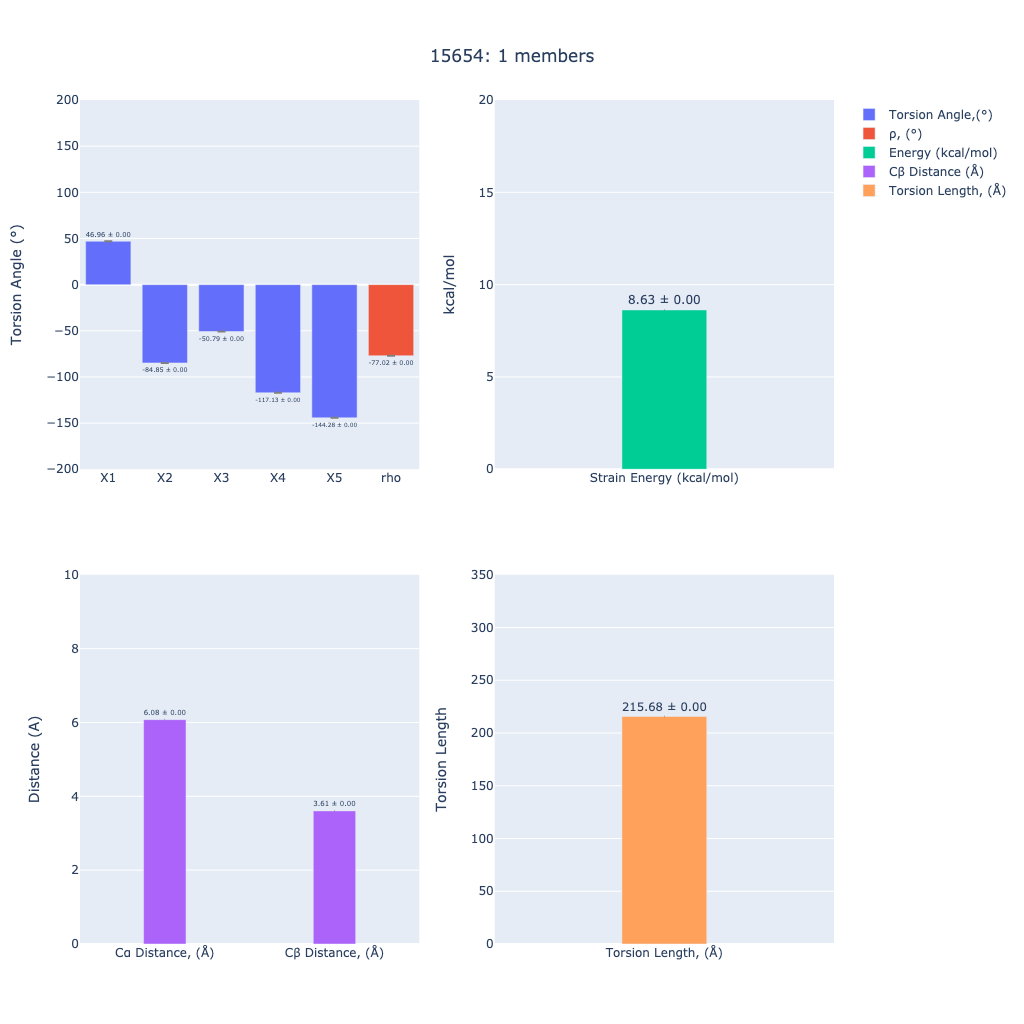 15654: 1 members
Torsion Angle (°)
200
150
100
50
0
−50
−100
−150
−200
46.96 ± 0.00
-84.85 ± 0.00
-50.79 ± 0.00
-117.13 ± 0.00
-144.28 ± 0.00
-77.02 ± 0.00
X1 X2 X3 X4 X5 rho
kcal/mol
20
15
10
5
0
8.63 ± 0.00
Strain Energy (kcal/mol)
Torsion Angle,(°)
ρ, (°)
Energy (kcal/mol)
Cβ Distance (Å)
Torsion Length, (Å)
Distance (A)
10
8
6
4
2
0
6.08 ± 0.00
3.61 ± 0.00
Cα Distance, (Å) Cβ Distance, (Å)
Torsion Length
350
300
250
200
150
100
50
0
215.68 ± 0.00
Torsion Length, (Å)